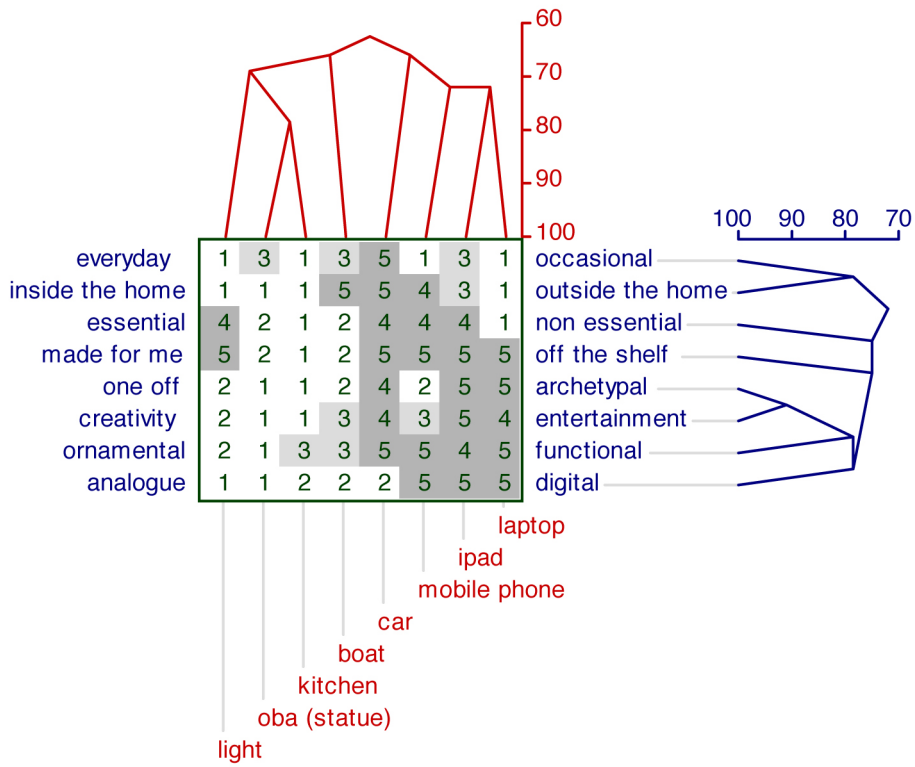 60
70
80
90
100
100 90 80 70
everyday 1 3 1 3 5 1 3 1 occasional
inside the home 1 1 1 5 5 4 3 1 outside the home
essential 4 2 1 2 4 4 4 1 non essential
made for me 5 2 1 2 5 5 5 5 off the shelf
one off 2 1 1 2 4 2 5 5 archetypal
creativity 2 1 1 3 4 3 5 4 entertainment
ornamental 2 1 3 3 5 5 4 5 functional
analogue 1 1 2 2 2 5 5 5 digital
laptop
ipad
mobile phone
car
boat
kitchen
oba (statue)
light